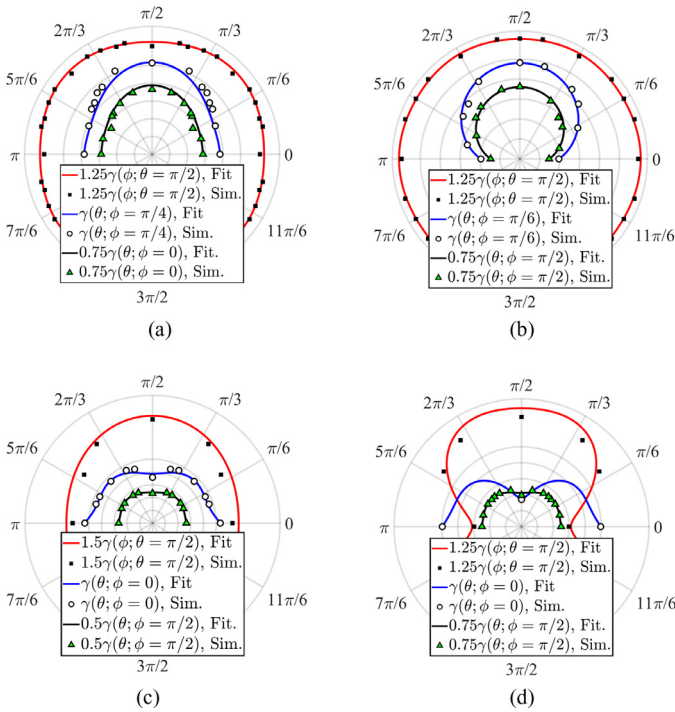 π/2
2π/3 π/3
5π/6 π/6
π 0
1.25γ(ϕ; θ = π/2), Fit
1.25γ(ϕ; θ = π/2), Sim.
γ(θ; ϕ = π/4), Fit
γ(θ; ϕ = π/4), Sim.
0.75γ(θ; ϕ = 0), Fit.
0.75γ(θ; ϕ = 0), Sim.
7π/6 11π/6
3π/2
(a)
π/2
2π/3 π/3
5π/6 π/6
π 0
1.25γ(ϕ; θ = π/2), Fit
1.25γ(ϕ; θ = π/2), Sim.
γ(θ; ϕ = π/6), Fit
γ(θ; ϕ = π/6), Sim.
0.75γ(θ; ϕ = π/2), Fit
0.75γ(θ; ϕ = π/2), Sim.
7π/6 11π/6
3π/2
(b)
π/2
2π/3 π/3
5π/6 π/6
π 0
1.5γ(ϕ; θ = π/2), Fit
1.5γ(ϕ; θ = π/2), Sim.
γ(θ; ϕ = 0), Fit
γ(θ; ϕ = 0), Sim.
0.5γ(θ; ϕ = π/2), Fit.
0.5γ(θ; ϕ = π/2), Sim.
7π/6 11π/6
3π/2
(c)
π/2
2π/3 π/3
5π/6 π/6
π 0
1.25γ(ϕ; θ = π/2), Fit
1.25γ(ϕ; θ = π/2), Sim.
γ(θ; ϕ = 0), Fit
γ(θ; ϕ = 0), Sim.
0.75γ(θ; ϕ = π/2), Fit.
0.75γ(θ; ϕ = π/2), Sim.
7π/6 11π/6
3π/2
(d)